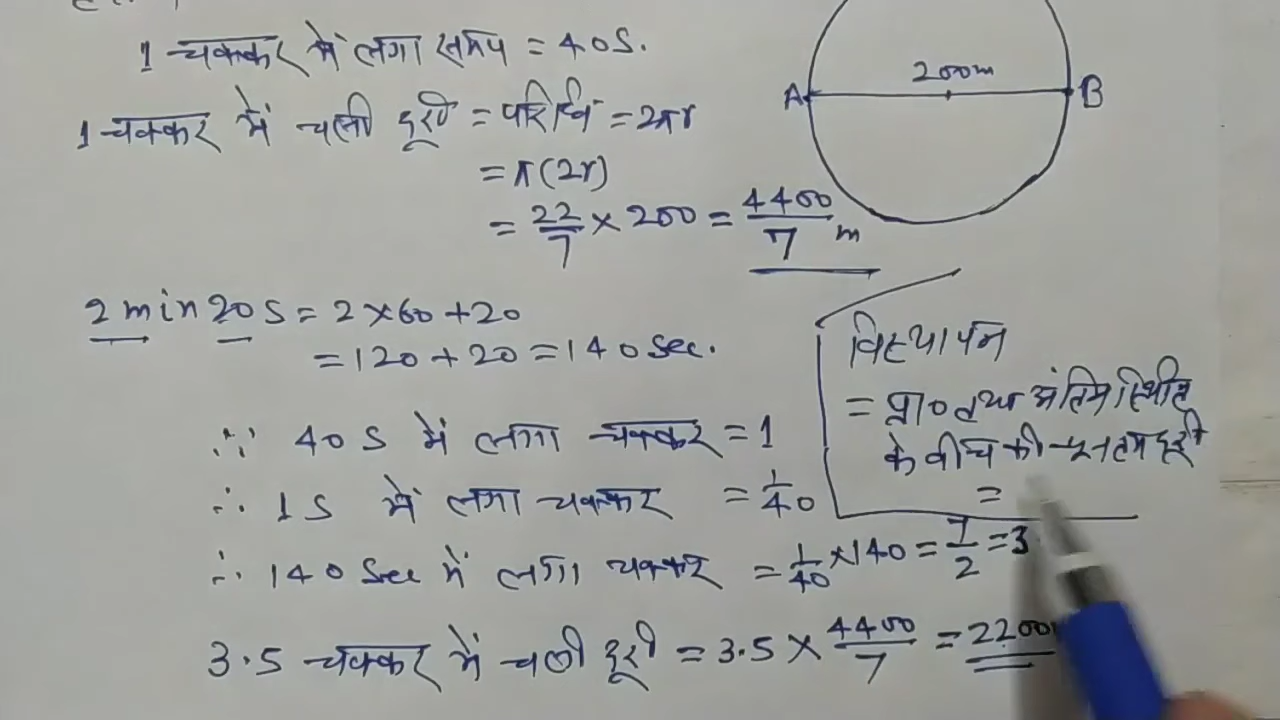 1 चक्कर में लगा समय = 40S.
1 चक्कर में चली दूरी = परिधि = 2πr
= π(2r)
= 22/7 × 200 = 4400/7 m
200m
A B
2 min 20 S = 2×60+20
= 120 + 20 = 140 Sec.
∵ 40 S में लगा चक्कर = 1
∴ 1 S में लगा चक्कर = 1/40
∴ 140 Sec में लगा चक्कर = 1/40 × 140 = 7/2 = 3
3.5 चक्कर में चली दूरी = 3.5 × 4400/7 = 2200
विस्थापन
= प्रा० तथा अंतिम स्थिति
के बीच की न्यूनतम दूरी
=